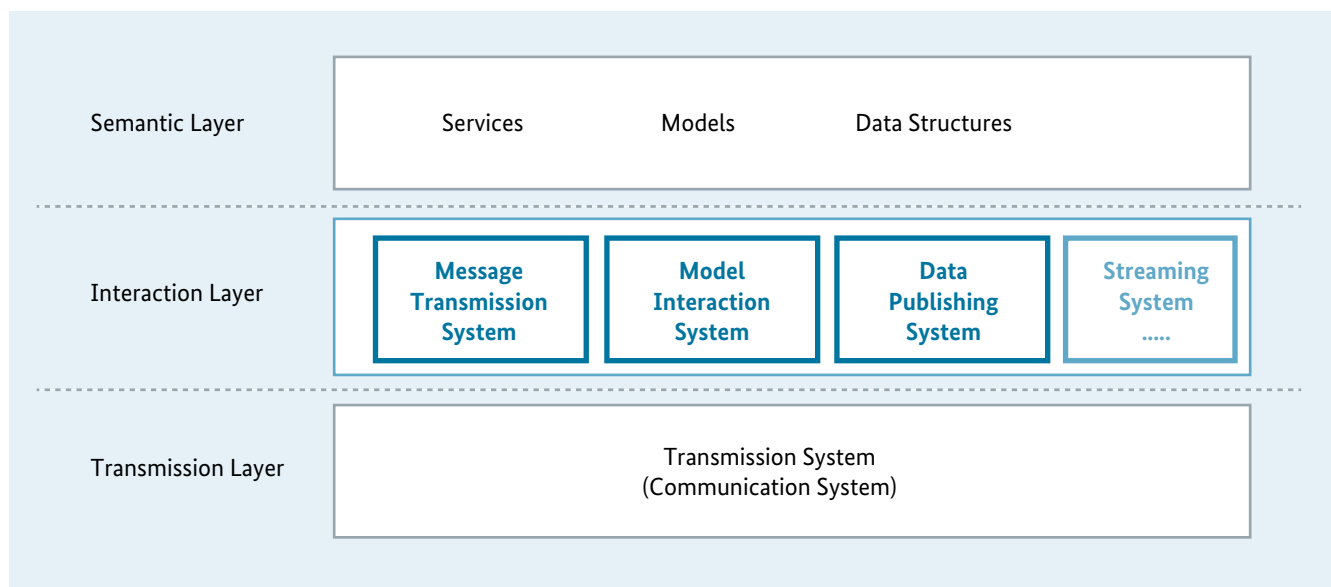 Semantic Layer
Services
Models
Data Structures
Interaction Layer
Message
Transmission
System
Model
Interaction
System
Data
Publishing
System
Streaming
System
.....
Transmission Layer
Transmission System
(Communication System)